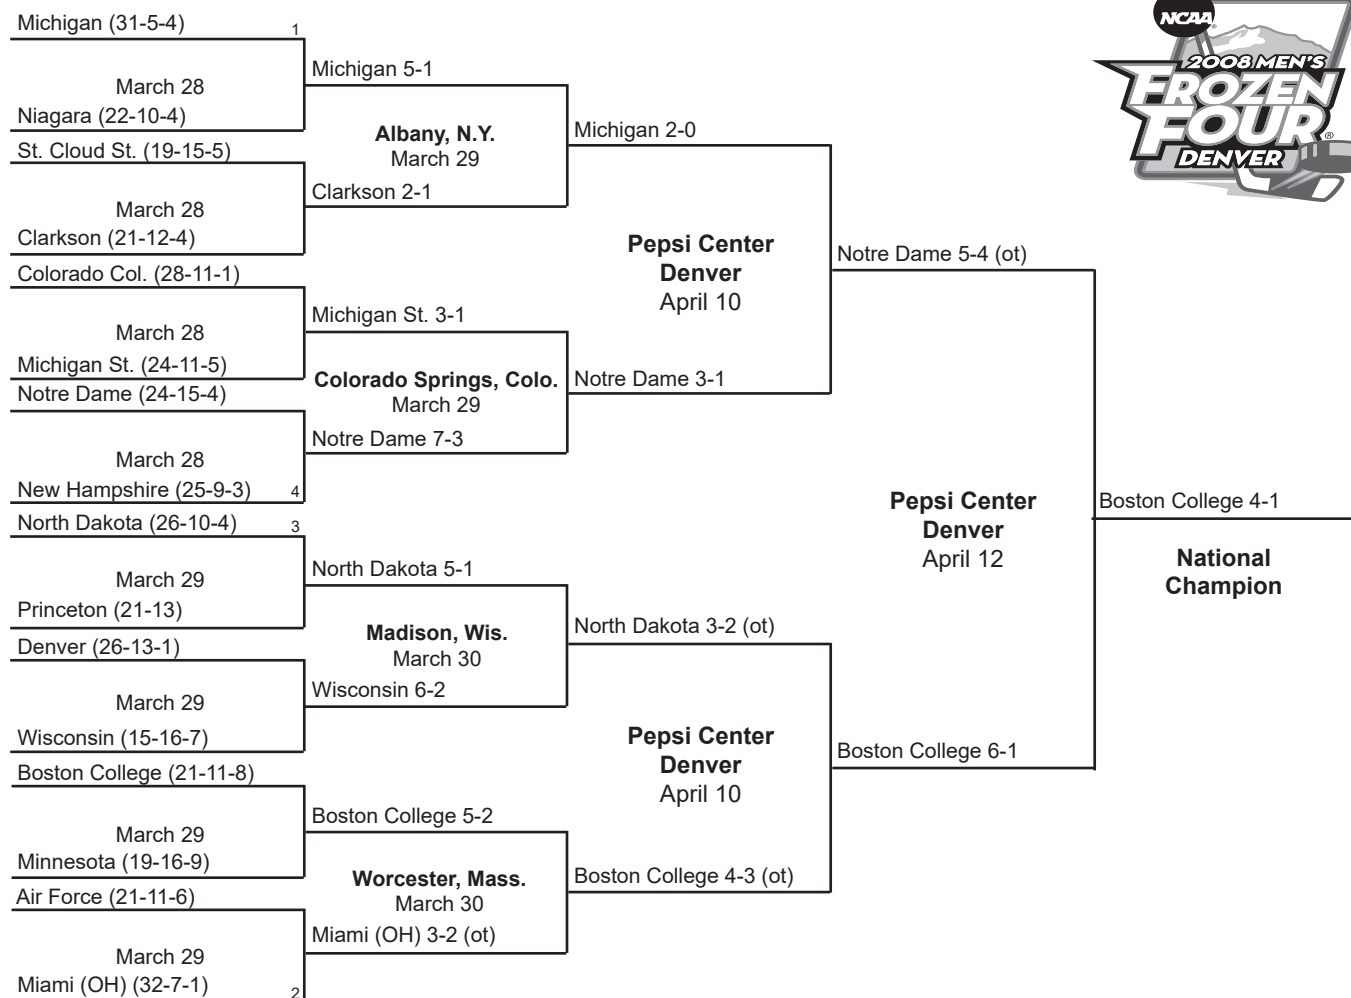 Michigan (31-5-4) 1
March 28
Niagara (22-10-4)
St. Cloud St. (19-15-5)
March 28
Clarkson (21-12-4)
Colorado Col. (28-11-1)
March 28
Michigan St. (24-11-5)
Notre Dame (24-15-4)
March 28
New Hampshire (25-9-3) 4
North Dakota (26-10-4) 3
March 29
Princeton (21-13)
Denver (26-13-1)
March 29
Wisconsin (15-16-7)
Boston College (21-11-8)
March 29
Minnesota (19-16-9)
Air Force (21-11-6)
March 29
Miami (OH) (32-7-1) 2
Michigan 5-1
Albany, N.Y.
March 29
Clarkson 2-1
Michigan St. 3-1
Colorado Springs, Colo.
March 29
Notre Dame 7-3
North Dakota 5-1
Madison, Wis.
March 30
Wisconsin 6-2
Boston College 5-2
Worcester, Mass.
March 30
Miami (OH) 3-2 (ot)
Michigan 2-0
Pepsi Center
Denver
April 10
Notre Dame 3-1
North Dakota 3-2 (ot)
Pepsi Center
Denver
April 10
Boston College 4-3 (ot)
Notre Dame 5-4 (ot)
Pepsi Center
Denver
April 12
Boston College 6-1
Boston College 4-1
National
Champion
NCAA
2008 MEN'S
FROZEN
FOUR®
DENVER